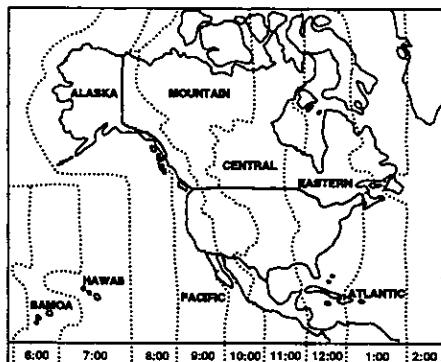 ALASKA
MOUNTAIN
CENTRAL
EASTERN
HAWAII
SAMOA
PACIFIC
ATLANTIC
6:00 7:00 8:00 9:00 10:00 11:00 12:00 1:00 2:00